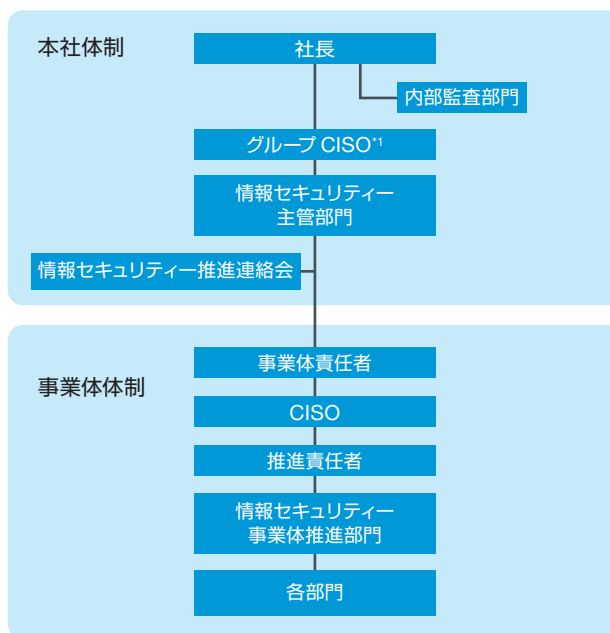 本社体制
社長
内部監査部門
グループ CISO*1
情報セキュリティー
主管部門
情報セキュリティー推進連絡会
事業体体制
事業体責任者
CISO
推進責任者
情報セキュリティー
事業体推進部門
各部門